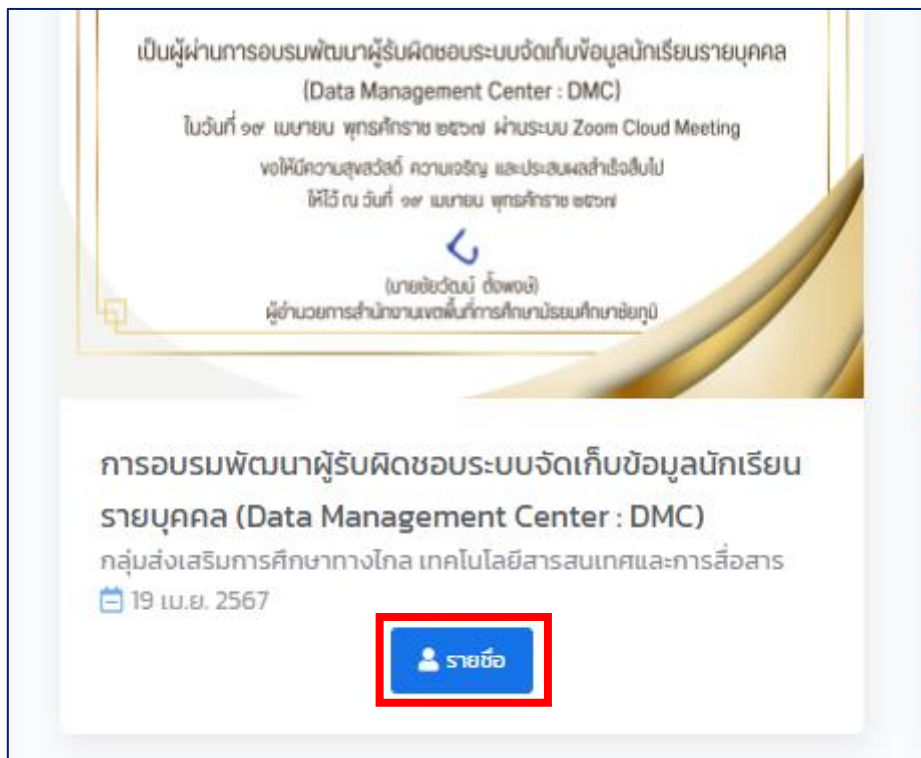 เป็นผู้ผ่านการอบรมพัฒนาผู้รับผิดชอบระบบจัดเก็บข้อมูลนักเรียนรายบุคคล
(Data Management Center : DMC)
ในวันที่ ๑๙ เมษายน พุทธศักราช ๒๕๖๗ ผ่านระบบ Zoom Cloud Meeting
ขอให้มีความสุขสวัสดิ์ ความเจริญ และประสบผลสำเร็จสืบไป
ให้ไว้ ณ วันที่ ๑๙ เมษายน พุทธศักราช ๒๕๖๗
(นายชัยวัฒน์ ตั้งพงษ์)
ผู้อำนวยการสำนักงานเขตพื้นที่การศึกษามัธยมศึกษาชัยภูมิ
การอบรมพัฒนาผู้รับผิดชอบระบบจัดเก็บข้อมูลนักเรียน
รายบุคคล (Data Management Center : DMC)
กลุ่มส่งเสริมการศึกษาทางไกล เทคโนโลยีสารสนเทศและการสื่อสาร
19 เม.ย. 2567
รายชื่อ